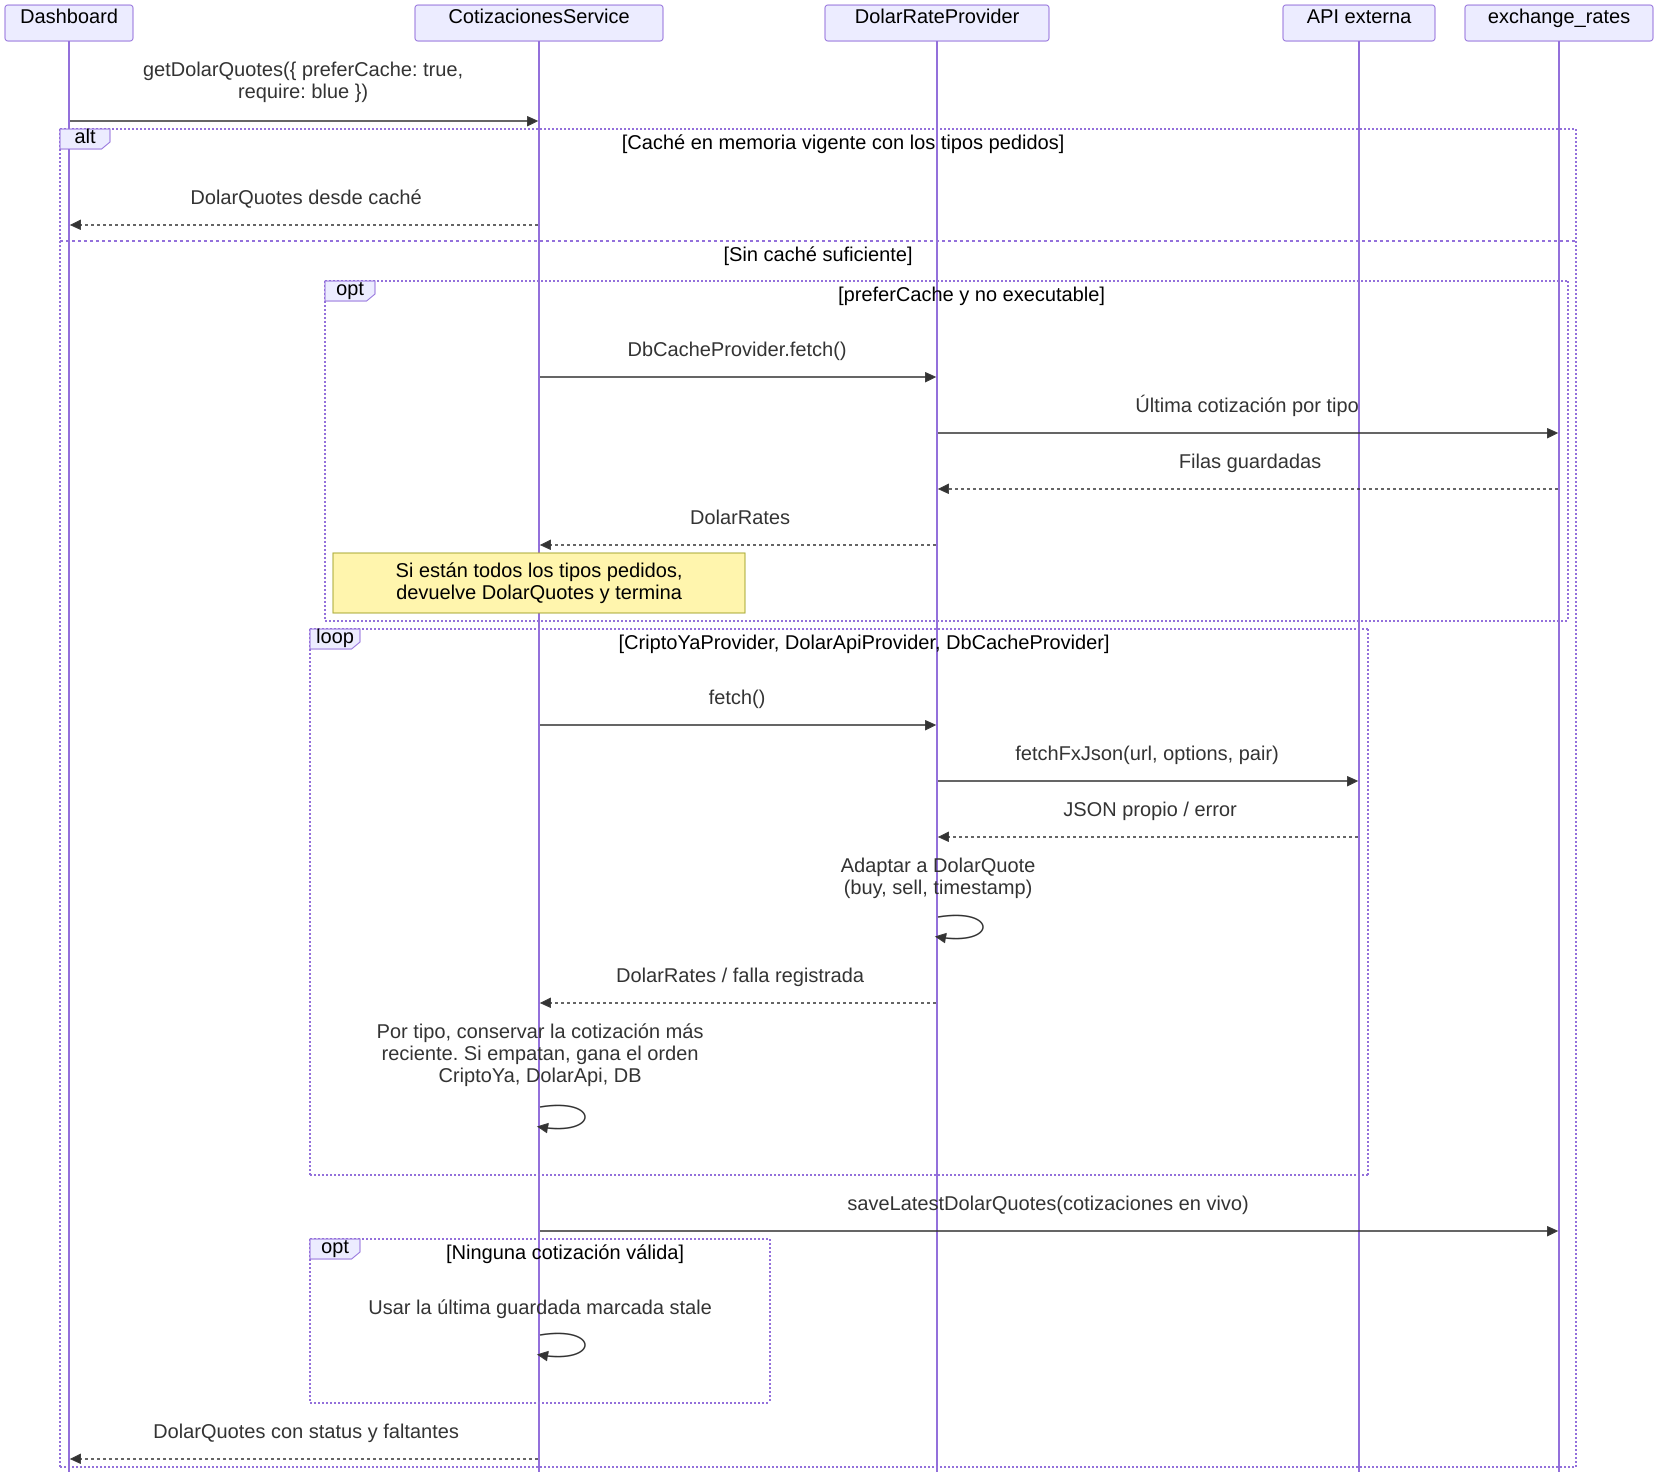 Dashboard
CotizacionesService
DolarRateProvider
API externa
exchange_rates
getDolarQuotes({ preferCache: true,
require: blue })
alt
[Caché en memoria vigente con los tipos pedidos]
DolarQuotes desde caché
[Sin caché suficiente]
opt
[preferCache y no executable]
DbCacheProvider.fetch()
Última cotización por tipo
Filas guardadas
DolarRates
Si están todos los tipos pedidos,
devuelve DolarQuotes y termina
loop
[CriptoYaProvider, DolarApiProvider, DbCacheProvider]
fetch()
fetchFxJson(url, options, pair)
JSON propio / error
Adaptar a DolarQuote
(buy, sell, timestamp)
DolarRates / falla registrada
Por tipo, conservar la cotización más
reciente. Si empatan, gana el orden
CriptoYa, DolarApi, DB
saveLatestDolarQuotes(cotizaciones en vivo)
opt
[Ninguna cotización válida]
Usar la última guardada marcada stale
DolarQuotes con status y faltantes